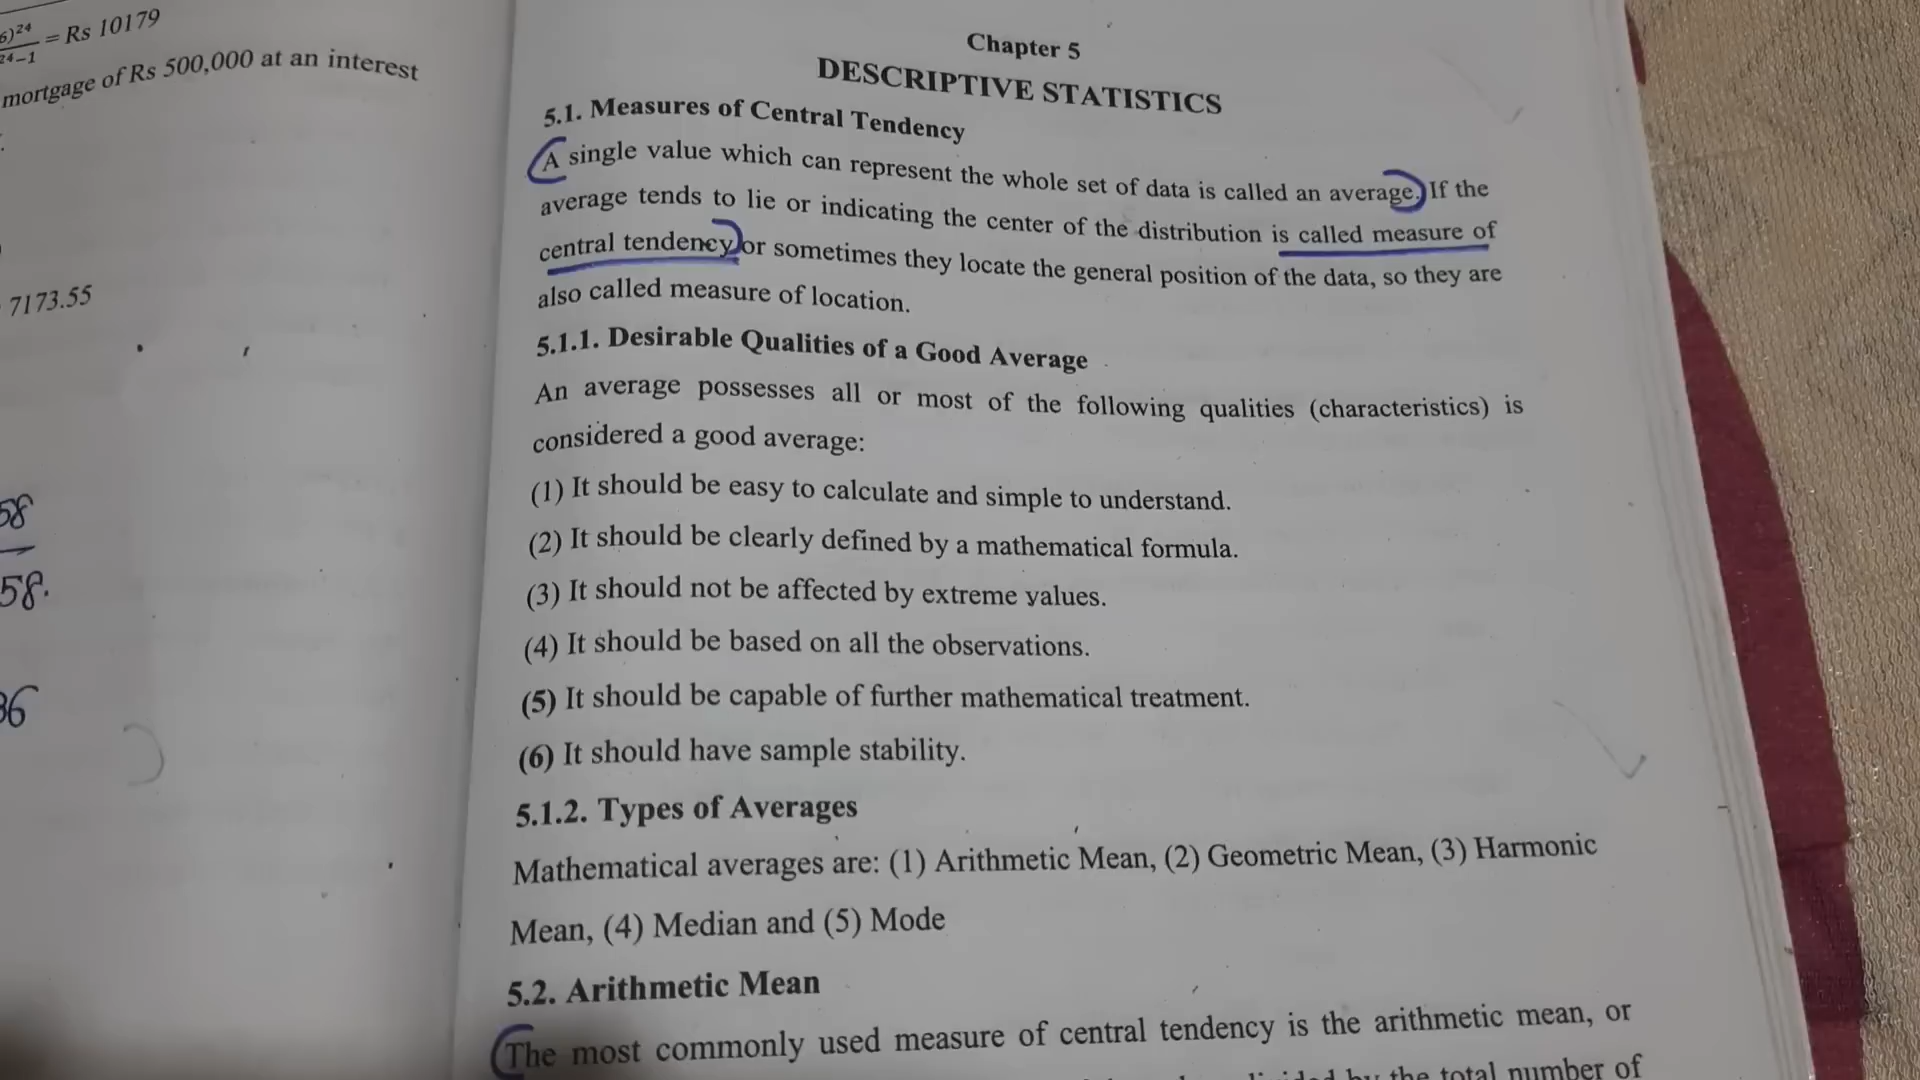 6)²⁴
24-1
= Rs 10179
mortgage of Rs 500,000 at an interest
7173.55
58
58.
36
Chapter 5
DESCRIPTIVE STATISTICS
5.1. Measures of Central Tendency
A single value which can represent the whole set of data is called an average. If the
average tends to lie or indicating the center of the distribution is called measure of
central tendency or sometimes they locate the general position of the data, so they are
also called measure of location.
5.1.1. Desirable Qualities of a Good Average
An average possesses all or most of the following qualities (characteristics) is
considered a good average:
(1) It should be easy to calculate and simple to understand.
(2) It should be clearly defined by a mathematical formula.
(3) It should not be affected by extreme values.
(4) It should be based on all the observations.
(5) It should be capable of further mathematical treatment.
(6) It should have sample stability.
5.1.2. Types of Averages
Mathematical averages are: (1) Arithmetic Mean, (2) Geometric Mean, (3) Harmonic
Mean, (4) Median and (5) Mode
5.2. Arithmetic Mean
The most commonly used measure of central tendency is the arithmetic mean, or
by the total number of